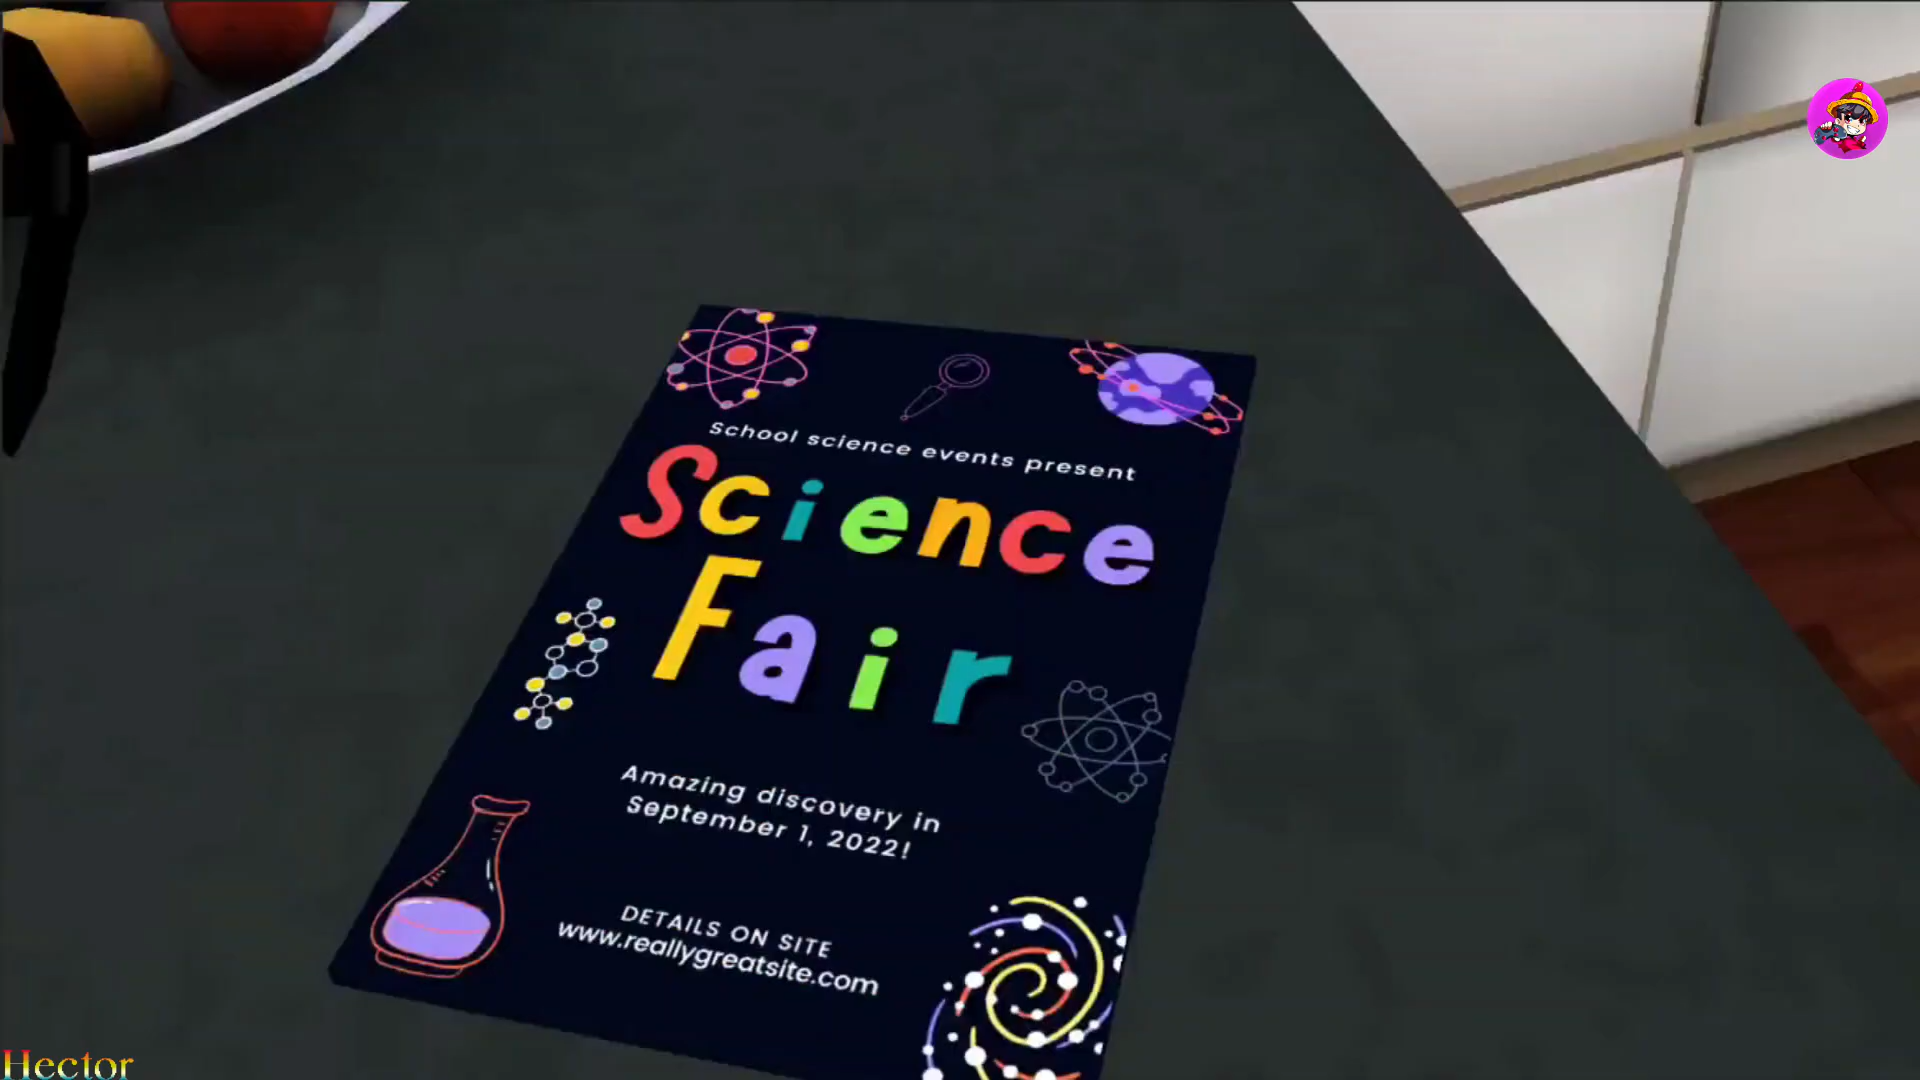 School science events present
Science
Fair
Amazing discovery in
September 1, 2022!
DETAILS ON SITE
www.reallygreatsite.com
Hector